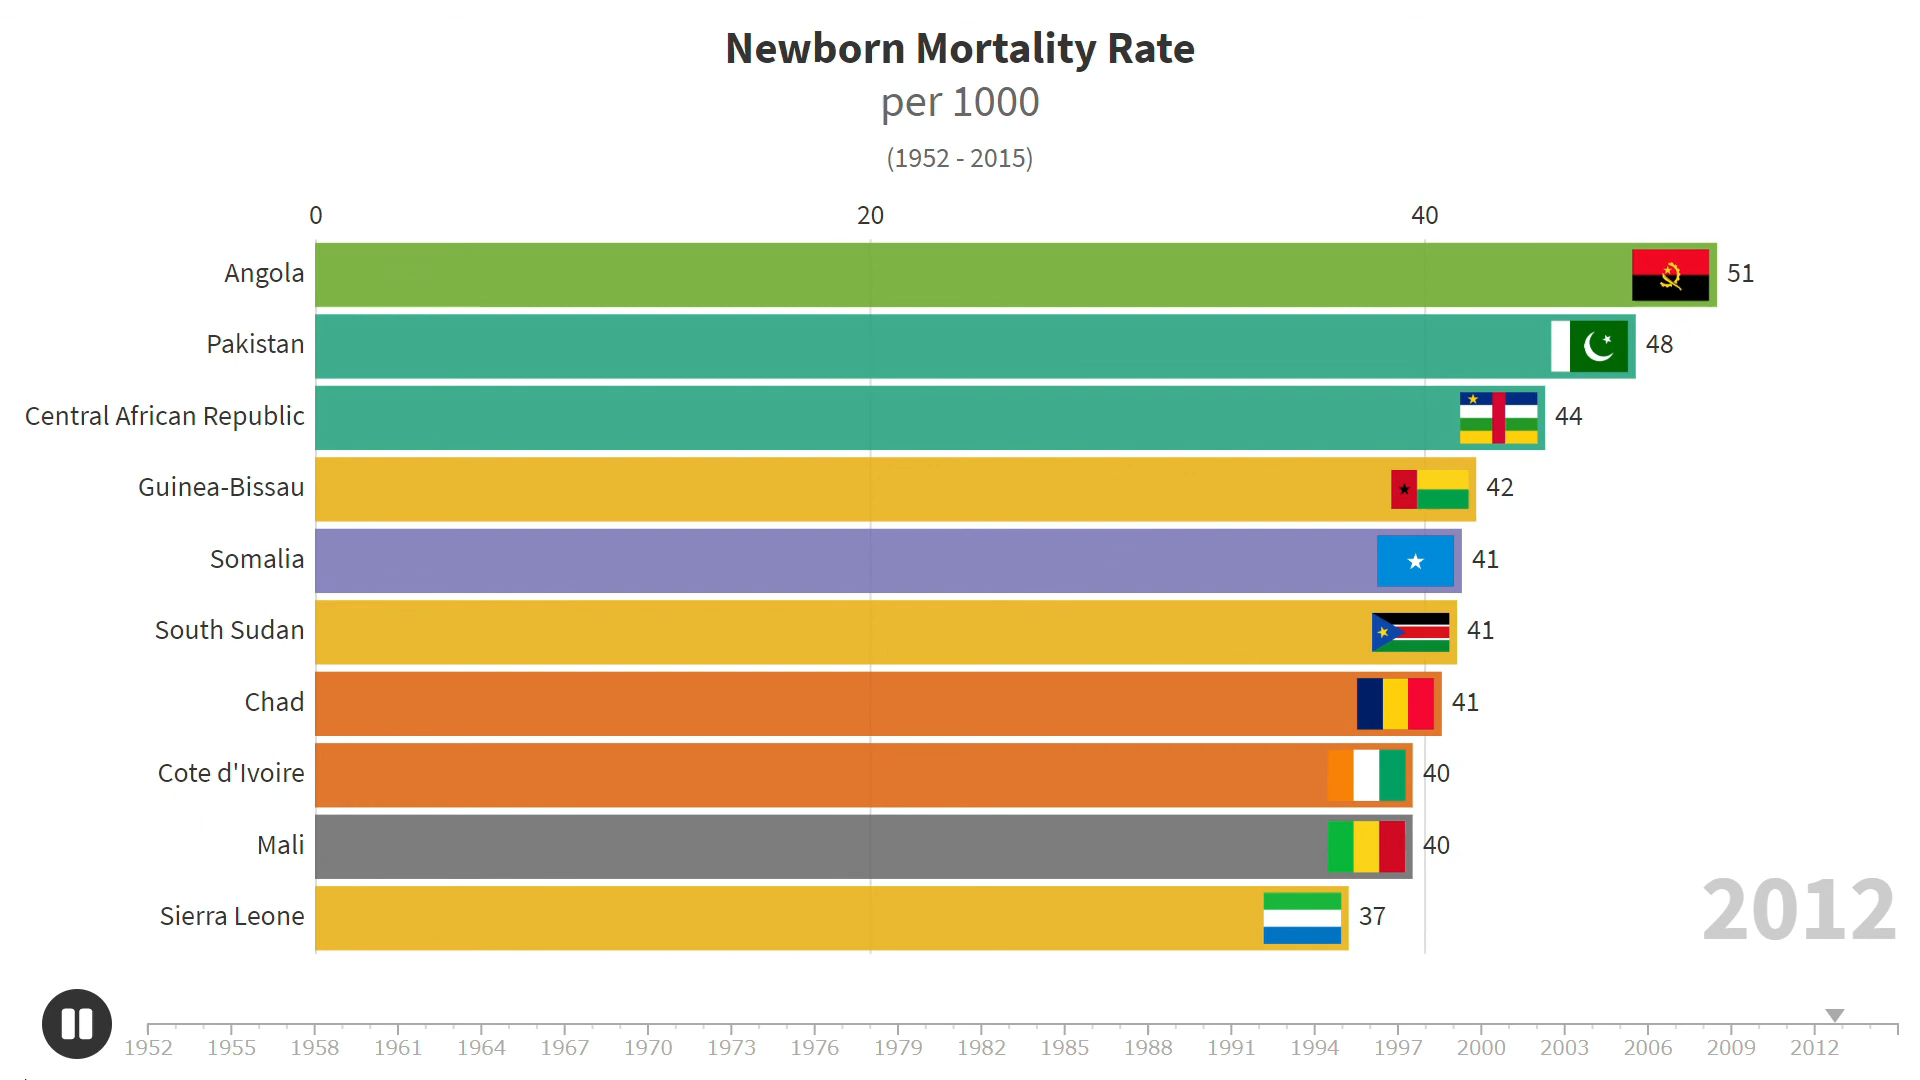 Newborn Mortality Rate
per 1000
(1952 - 2015)
0 20 40
Angola 51
Pakistan 48
Central African Republic 44
Guinea-Bissau 42
Somalia 41
South Sudan 41
Chad 41
Cote d'Ivoire 40
Mali 40
Sierra Leone 37
2012
1952 1955 1958 1961 1964 1967 1970 1973 1976 1979 1982 1985 1988 1991 1994 1997 2000 2003 2006 2009 2012